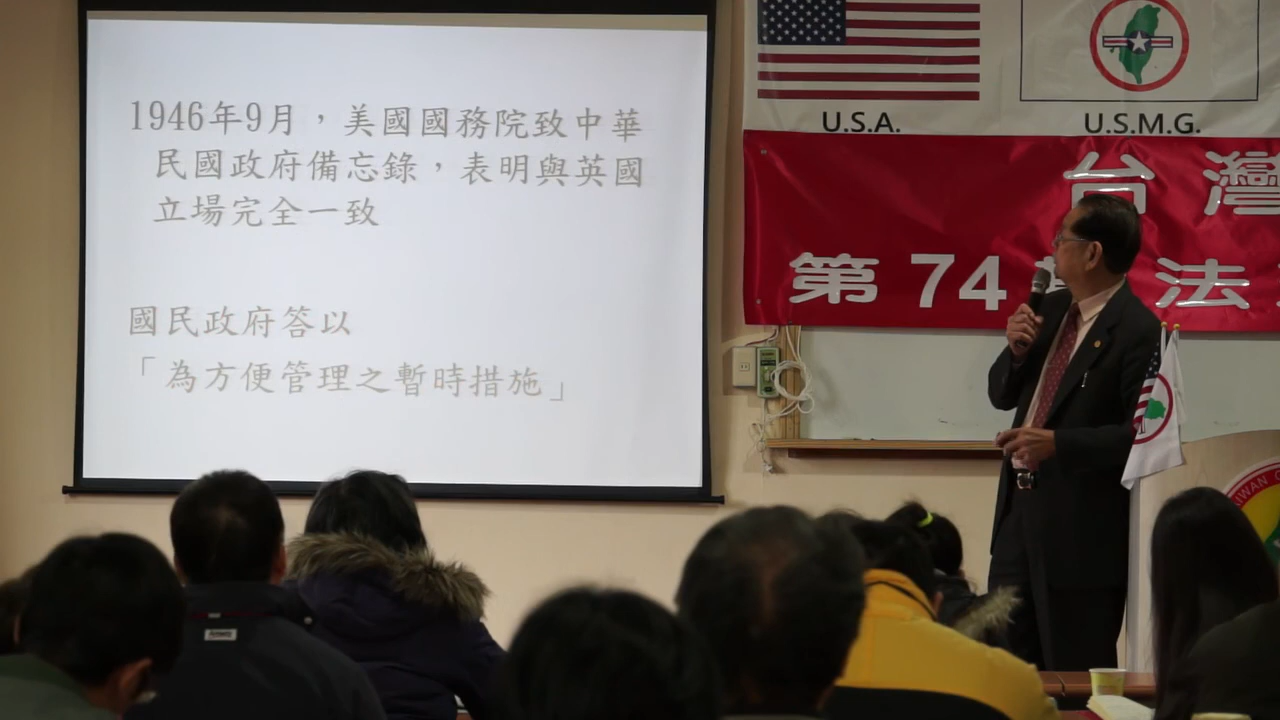 1946年9月，美國國務院致中華
民國政府備忘錄，表明與英國
立場完全一致
國民政府答以
「為方便管理之暫時措施」
U.S.A.
U.S.M.G.
台灣
第74
法